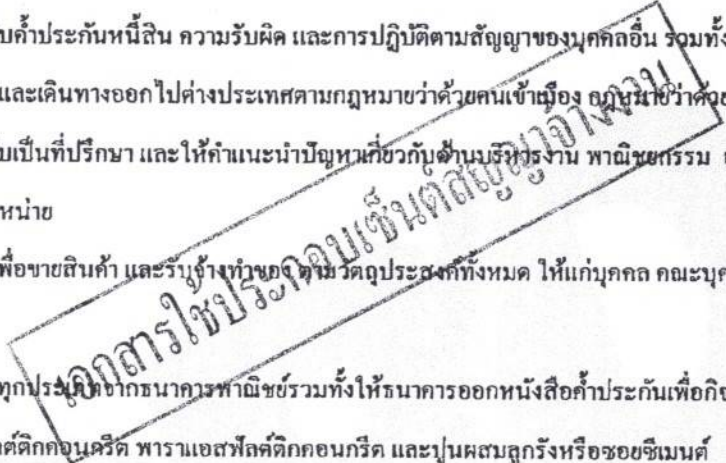 บค้ำประกันหนี้สิน ความรับผิด และการปฏิบัติตามสัญญาของบุคคลอื่น รวมทั้ง
และเดินทางออกไปต่างประเทศตามกฎหมายว่าด้วยคนเข้าเมือง กฎหมายว่าด้วย
บเป็นที่ปรึกษา และให้คำแนะนำปัญหาเกี่ยวกับด้านบริหารงาน พาณิชยกรรม
หน่าย
พื่อขายสินค้า และรับจ้างทำของ ตามวัตถุประสงค์ทั้งหมด ให้แก่บุคคล คณะบุค
ทุกประเภทจากธนาคารพาณิชย์รวมทั้งให้ธนาคารออกหนังสือค้ำประกันเพื่อกิจ
ต์ติกคอนกรีต พาราแอสฟัลต์ติกคอนกรีต และปูนผสมลูกรังหรือซอยซีเมนต์
เอกสารใช้ประกอบเซ็นต์สัญญาจ้างงาน